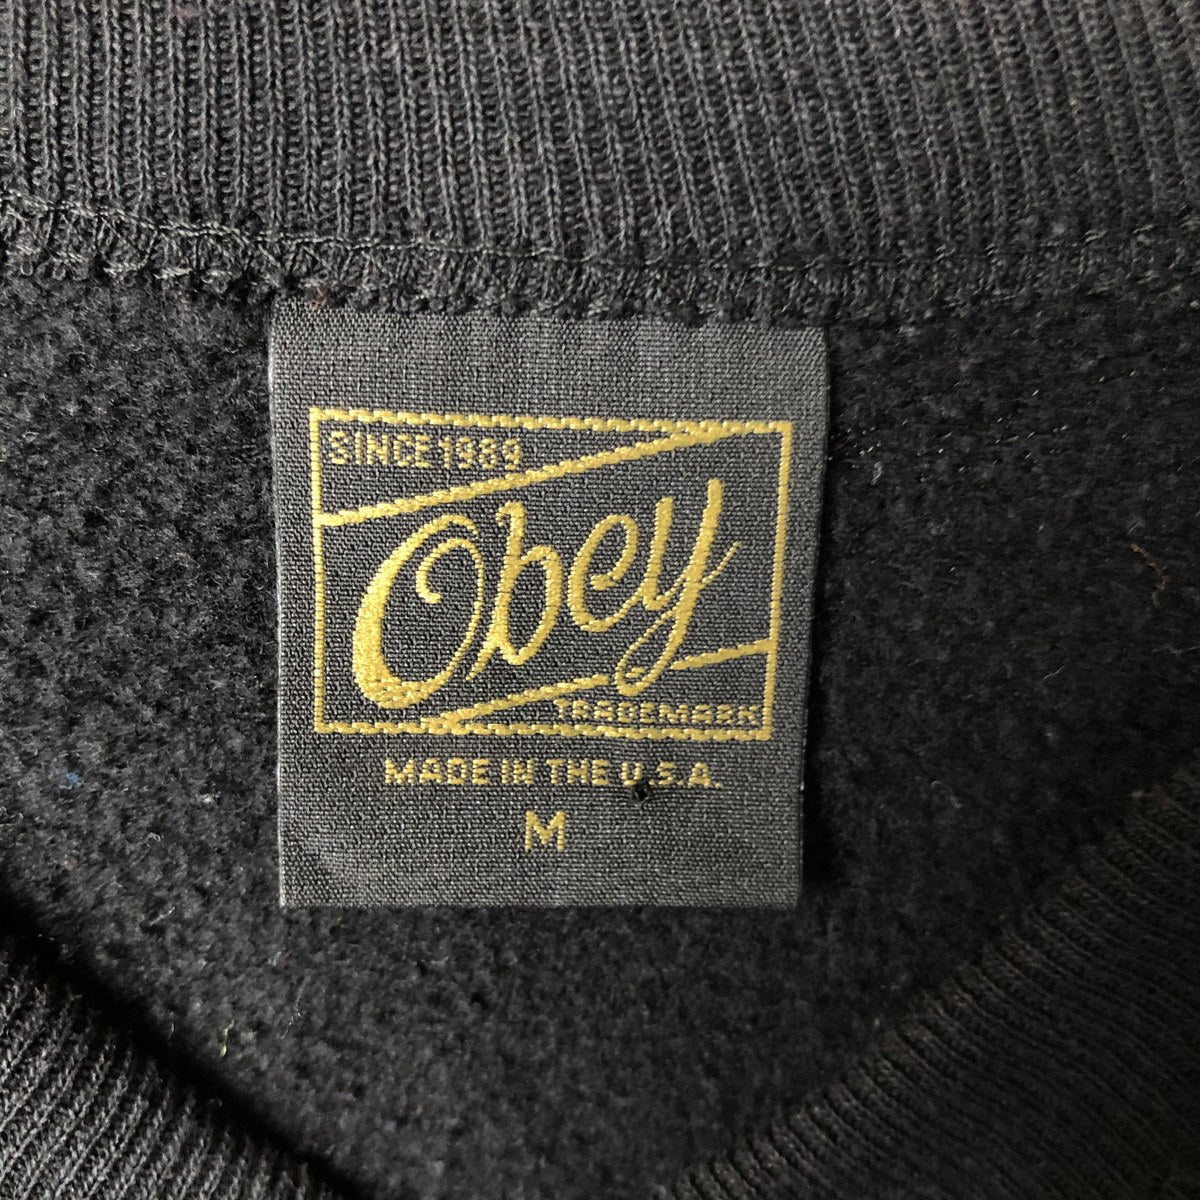 SINCE 1989
Obey
TRADEMARK
MADE IN THE U.S.A.
M